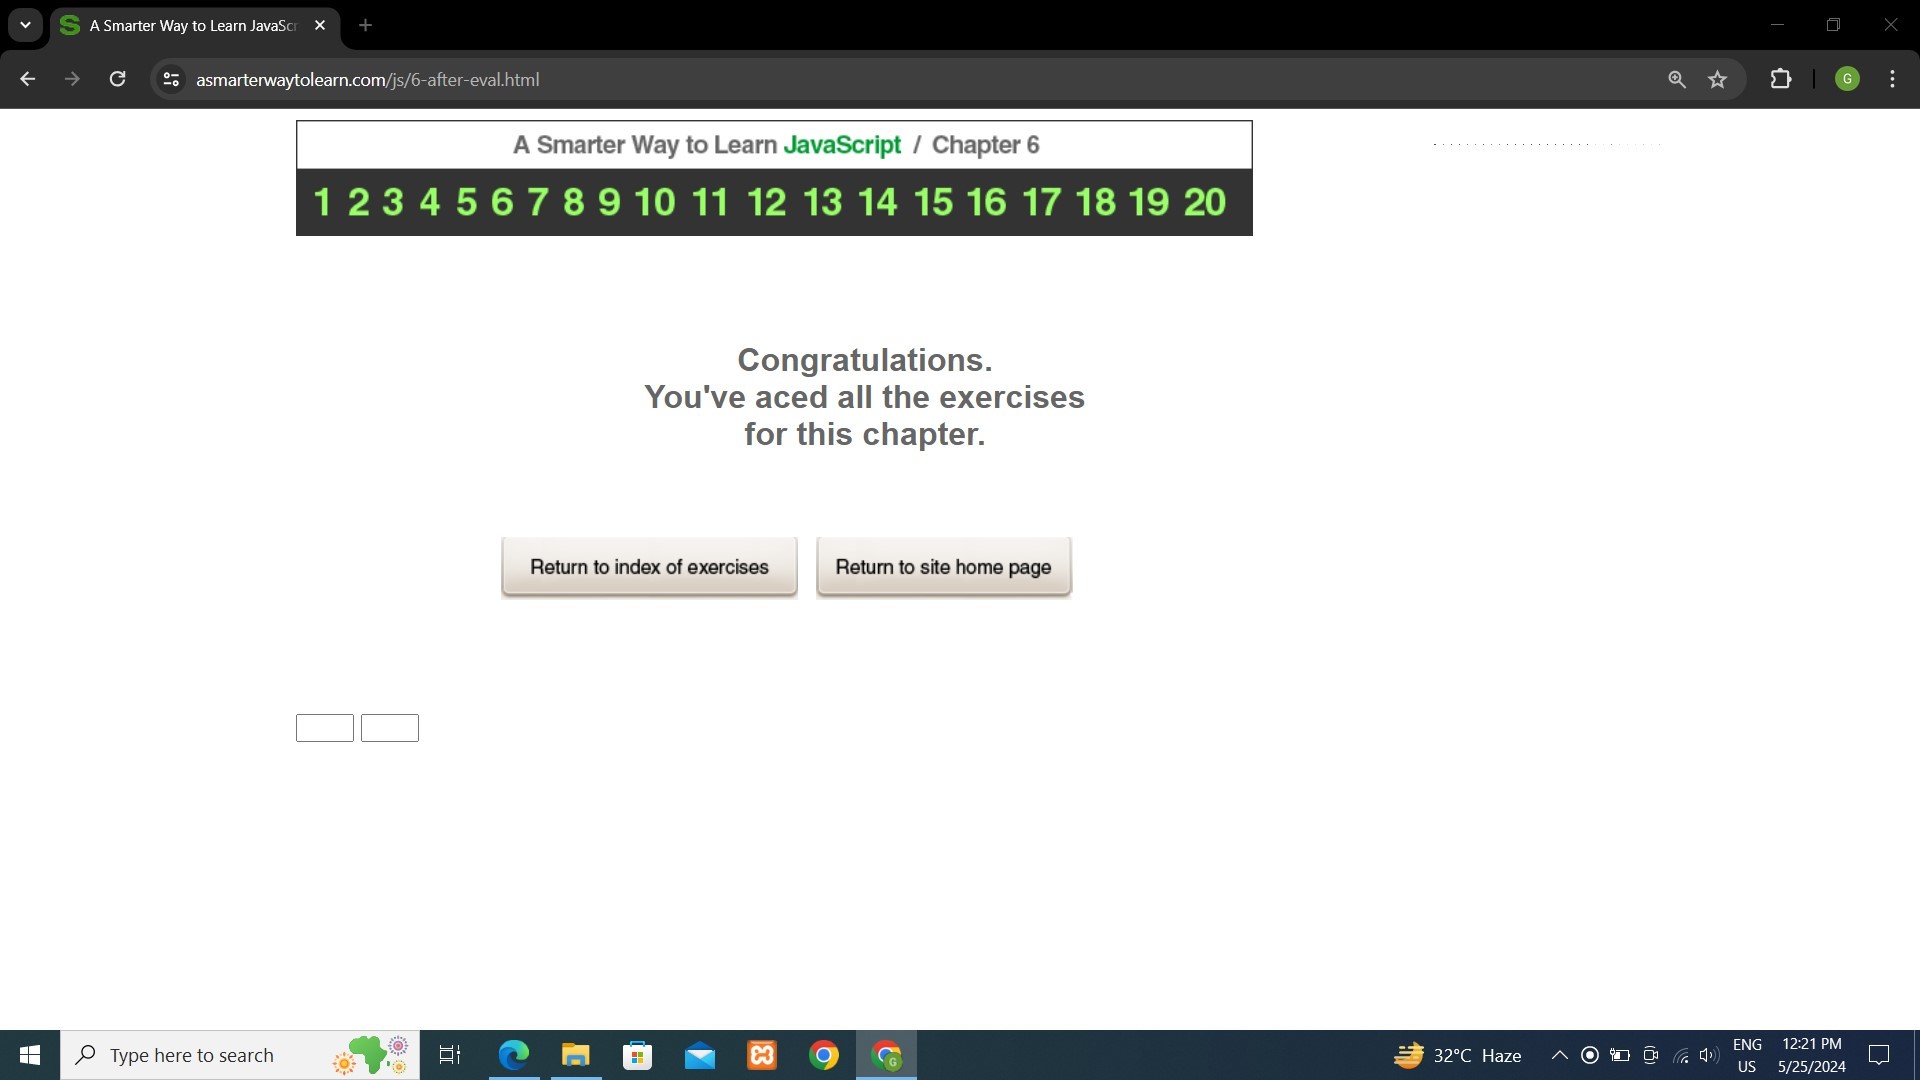 A Smarter Way to Learn JavaScr
asmarterwaytolearn.com/js/6-after-eval.html
G
A Smarter Way to Learn JavaScript / Chapter 6
1 2 3 4 5 6 7 8 9 10 11 12 13 14 15 16 17 18 19 20
Congratulations.
You've aced all the exercises
for this chapter.
Return to index of exercises
Return to site home page
Type here to search
32°C Haze
ENG
US
12:21 PM
5/25/2024